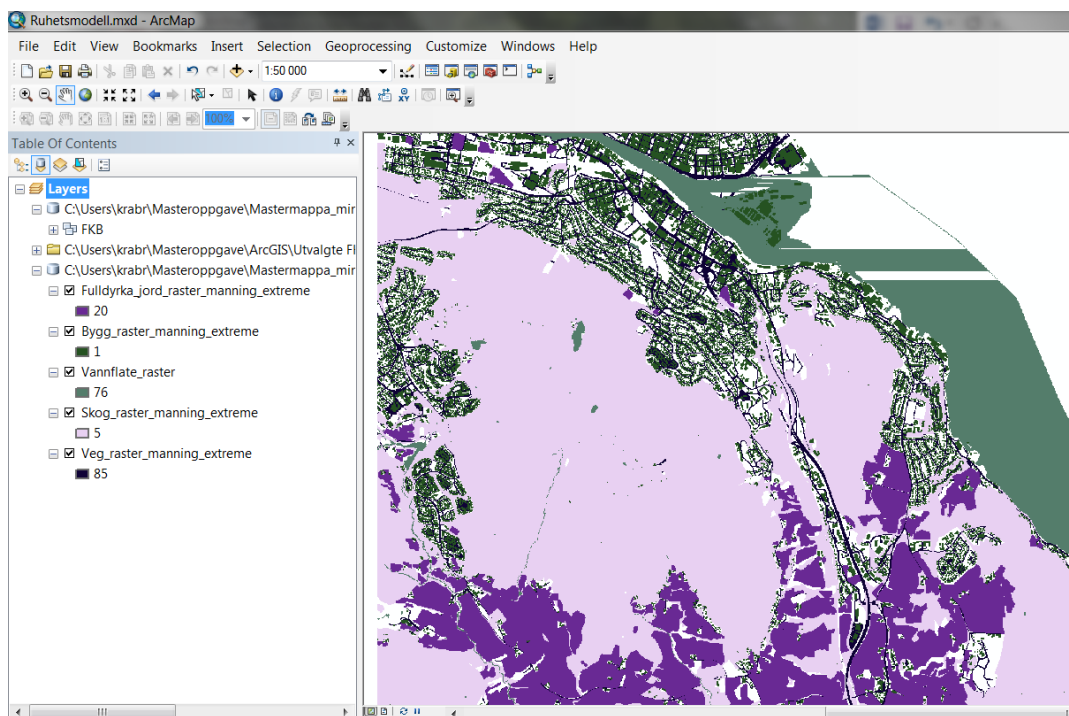 Ruhetsmodell.mxd - ArcMap
File Edit View Bookmarks Insert Selection Geoprocessing Customize Windows Help
1:50 000
100%
Table Of Contents
Layers
C:\Users\krabr\Masteroppgave\Mastermappa_mir
FKB
C:\Users\krabr\Masteroppgave\ArcGIS\Utvalgte Fl
C:\Users\krabr\Masteroppgave\Mastermappa_mir
Fulldyrka_jord_raster_manning_extreme
20
Bygg_raster_manning_extreme
1
Vannflate_raster
76
Skog_raster_manning_extreme
5
Veg_raster_manning_extreme
85